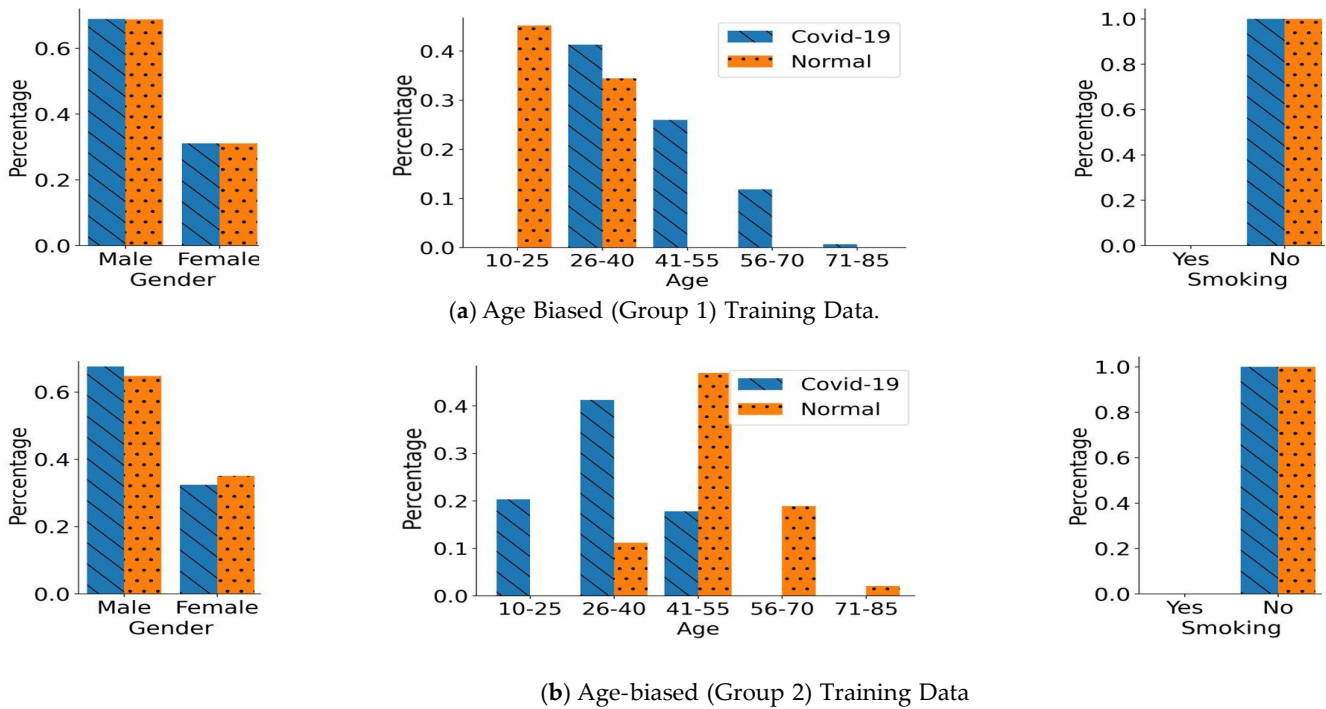 0.6
0.4
0.2
0.0
Percentage
Male Female
Gender
0.4
0.3
0.2
0.1
0.0
Percentage
Covid-19
Normal
10-25 26-40 41-55 56-70 71-85
Age
1.0
0.8
0.6
0.4
0.2
0.0
Percentage
Yes No
Smoking
(a) Age Biased (Group 1) Training Data.
0.6
0.4
0.2
0.0
Percentage
Male Female
Gender
0.4
0.3
0.2
0.1
0.0
Percentage
Covid-19
Normal
10-25 26-40 41-55 56-70 71-85
Age
1.0
0.8
0.6
0.4
0.2
0.0
Percentage
Yes No
Smoking
(b) Age-biased (Group 2) Training Data